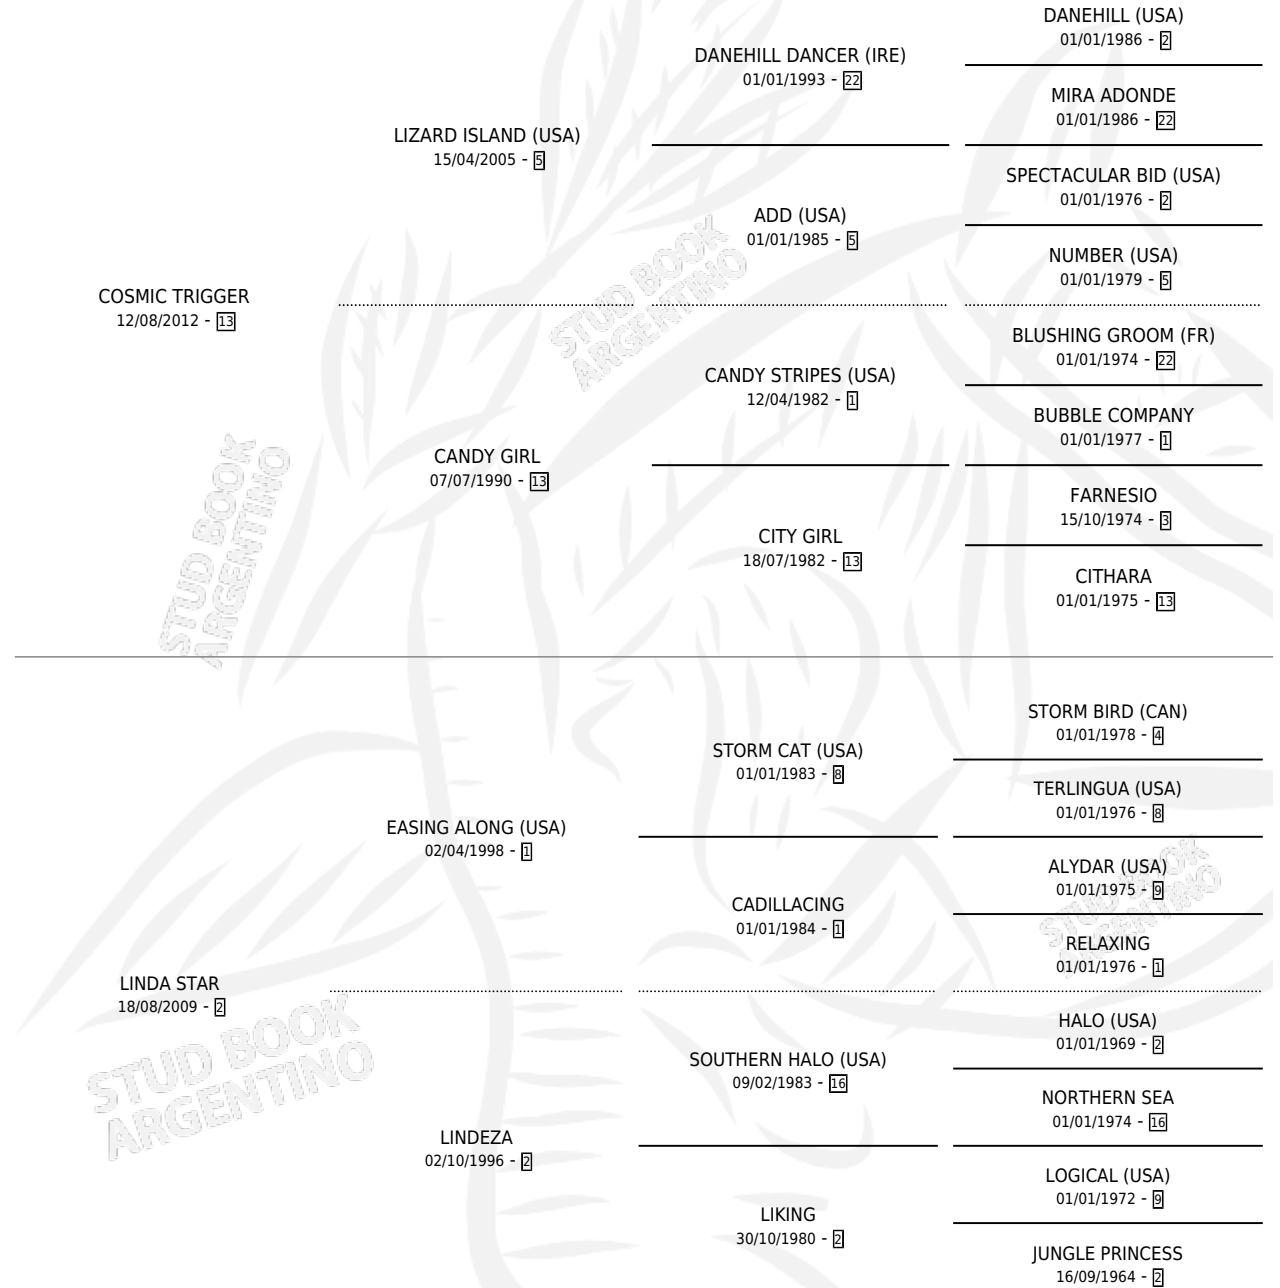 DANEHILL (USA)
01/01/1986 - 2
DANEHILL DANCER (IRE)
01/01/1993 - 22
MIRA ADONDE
01/01/1986 - 22
LIZARD ISLAND (USA)
15/04/2005 - 5
SPECTACULAR BID (USA)
01/01/1976 - 2
ADD (USA)
01/01/1985 - 5
NUMBER (USA)
01/01/1979 - 5
COSMIC TRIGGER
12/08/2012 - 13
BLUSHING GROOM (FR)
01/01/1974 - 22
CANDY STRIPES (USA)
12/04/1982 - 1
BUBBLE COMPANY
01/01/1977 - 1
CANDY GIRL
07/07/1990 - 13
FARNESIO
15/10/1974 - 3
CITY GIRL
18/07/1982 - 13
CITHARA
01/01/1975 - 13
STORM BIRD (CAN)
01/01/1978 - 4
STORM CAT (USA)
01/01/1983 - 8
TERLINGUA (USA)
01/01/1976 - 8
EASING ALONG (USA)
02/04/1998 - 1
ALYDAR (USA)
01/01/1975 - 9
CADILLACING
01/01/1984 - 1
RELAXING
01/01/1976 - 1
LINDA STAR
18/08/2009 - 2
HALO (USA)
01/01/1969 - 2
SOUTHERN HALO (USA)
09/02/1983 - 16
NORTHERN SEA
01/01/1974 - 16
LINDEZA
02/10/1996 - 2
LOGICAL (USA)
01/01/1972 - 9
LIKING
30/10/1980 - 2
JUNGLE PRINCESS
16/09/1964 - 2
STUD BOOK
ARGENTINO
STUD BOOK
ARGENTINO
STUD BOOK
ARGENTINO
STUD BOOK
ARGENTINO